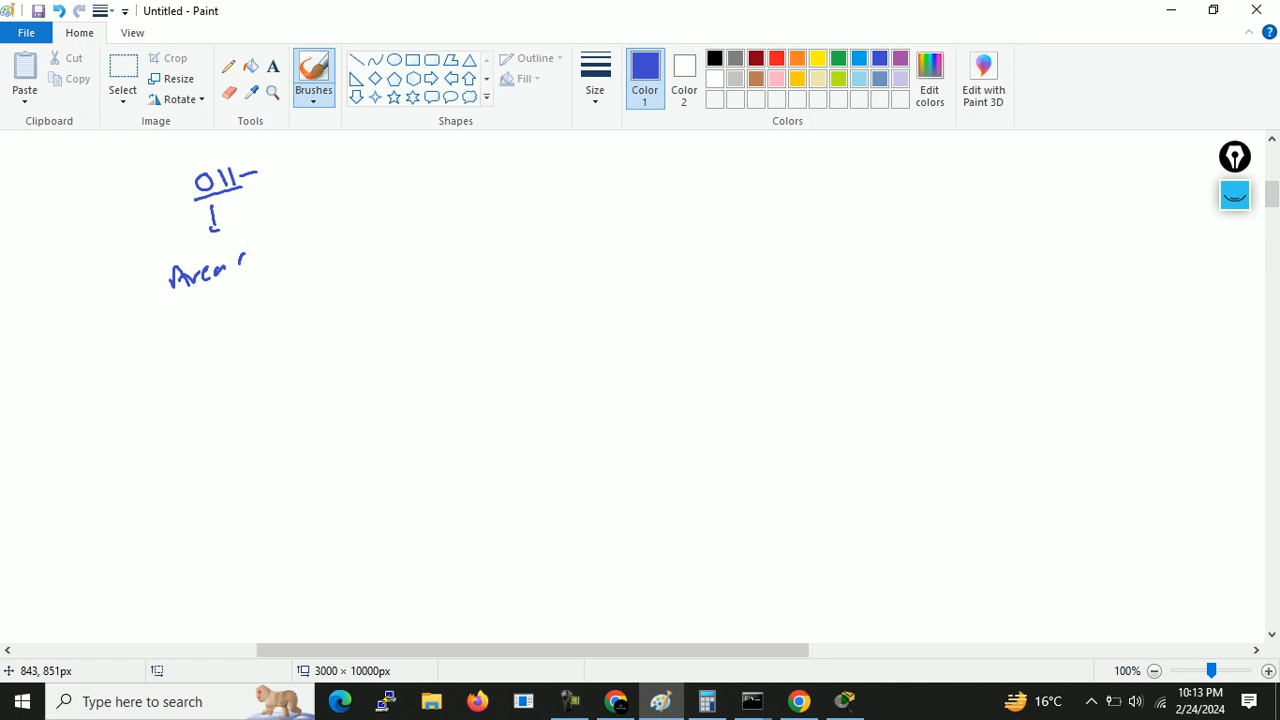 Untitled - Paint
File
Home
View
Paste
Cut
Copy
Clipboard
Select
Crop
Resize
Rotate
Image
Tools
Brushes
Shapes
Outline
Fill
Size
Color 1
Color 2
Edit colors
Edit with Paint 3D
Colors
011-
Area
843, 851px
3000 × 10000px
100%
Type here to search
16°C
10:13 PM
2/24/2024